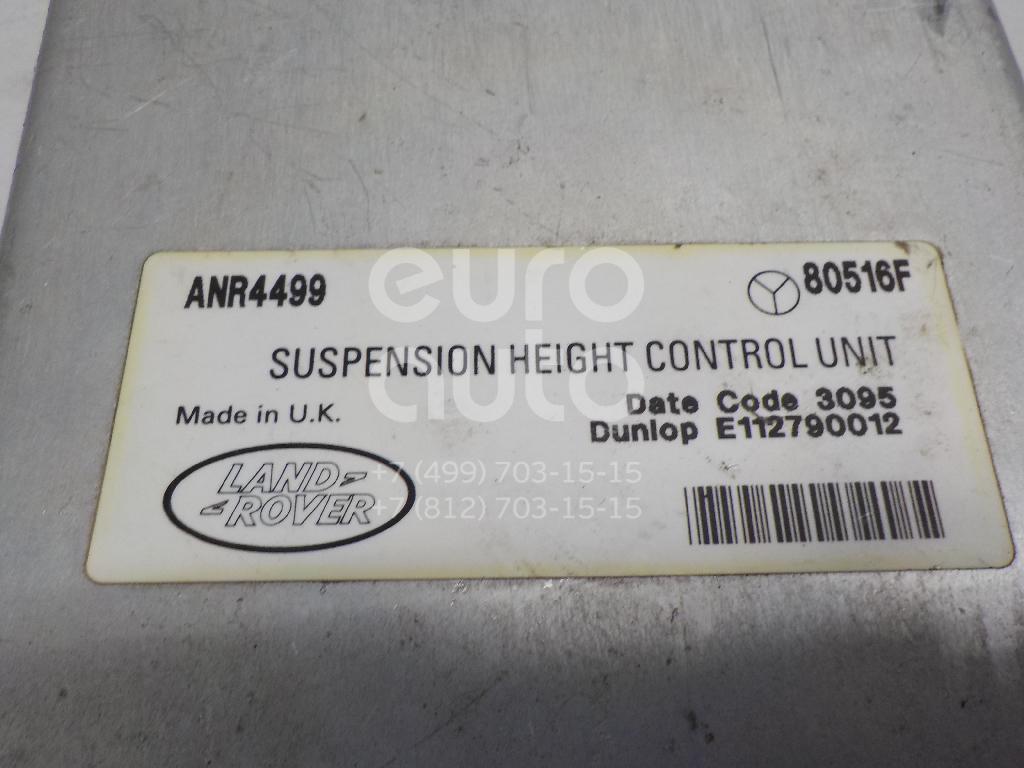 ANR4499
80516F
SUSPENSION HEIGHT CONTROL UNIT
Made in U.K.
Date Code 3095
Dunlop E112790012
LAND
ROVER
euro
auto
+7 (499) 703-15-15
+7 (812) 703-15-15